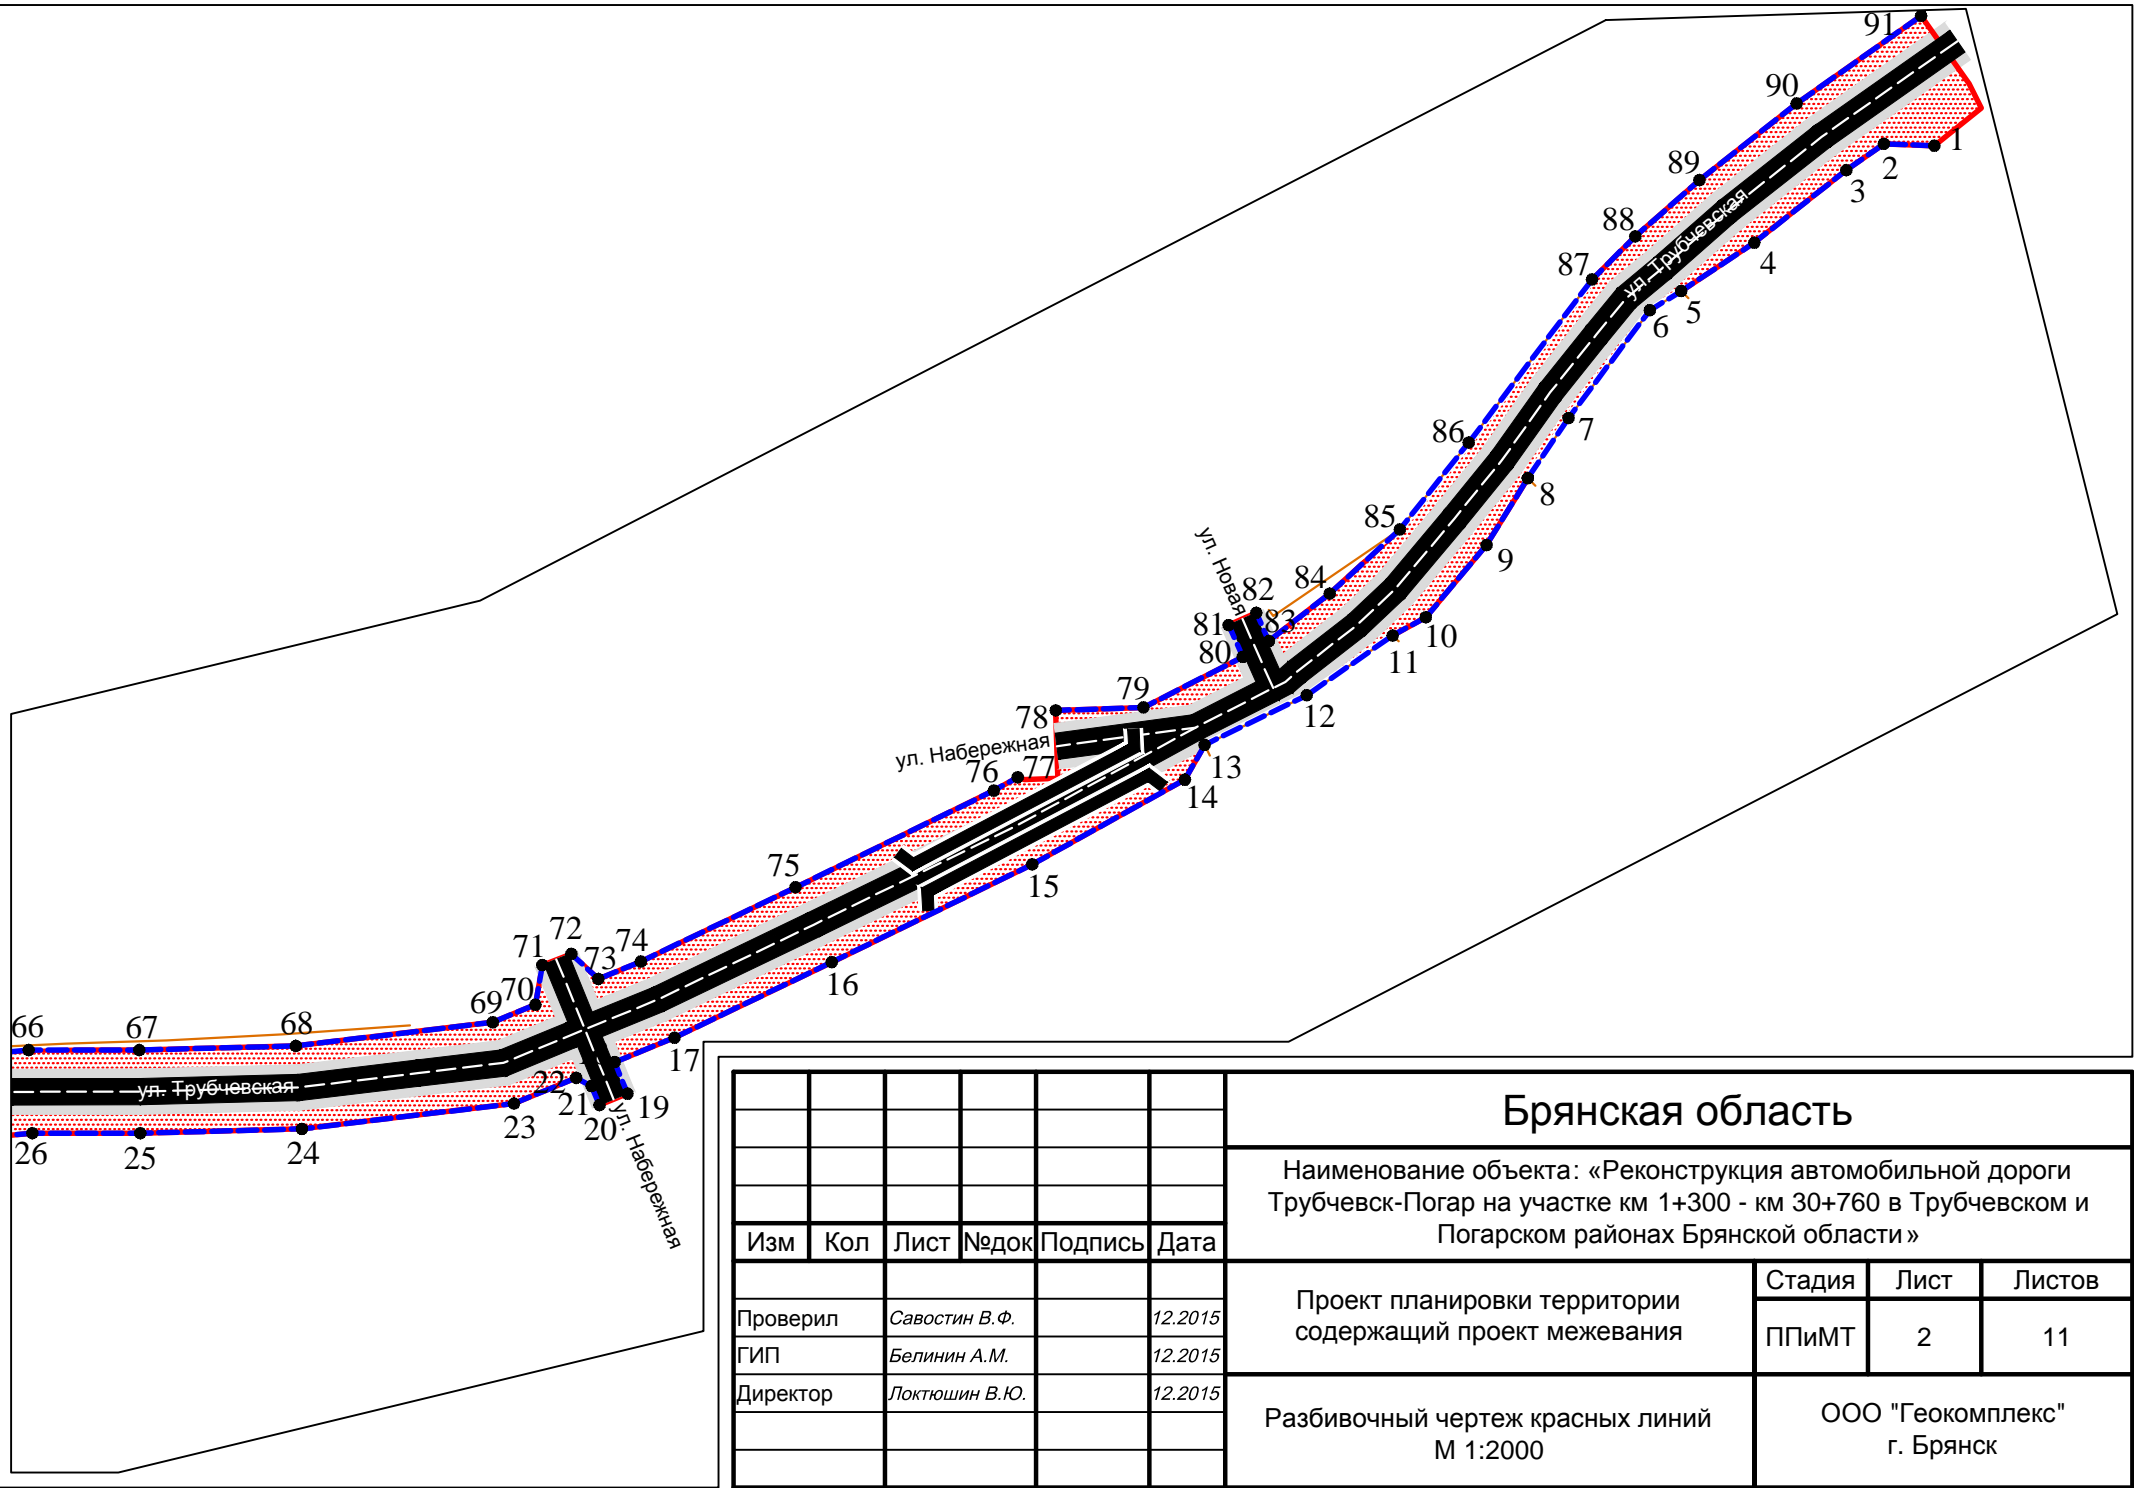 91
90
1
2
89
3
88
4
87
ул. Трубчевская
5
6
86
7
8
85
9
ул. Новая
84
82
83
81
10
80
11
79
12
78
ул. Набережная
13
77
76
14
75
15
74
72
73
71
16
70
69
68
67
66
17
ул. Трубчевская
22
21
19
20
23
24
25
26
ул. Набережная
Брянская область
Наименование объекта: «Реконструкция автомобильной дороги
Трубчевск-Погар на участке км 1+300 - км 30+760 в Трубчевском и
Погарском районах Брянской области»
Изм Кол Лист №док Подпись Дата
Проект планировки территории
содержащий проект межевания
Стадия Лист Листов
ППиМТ 2 11
Проверил Савостин В.Ф. 12.2015
ГИП Белинин А.М. 12.2015
Директор Локтюшин В.Ю. 12.2015
Разбивочный чертеж красных линий
М 1:2000
ООО "Геокомплекс"
г. Брянск